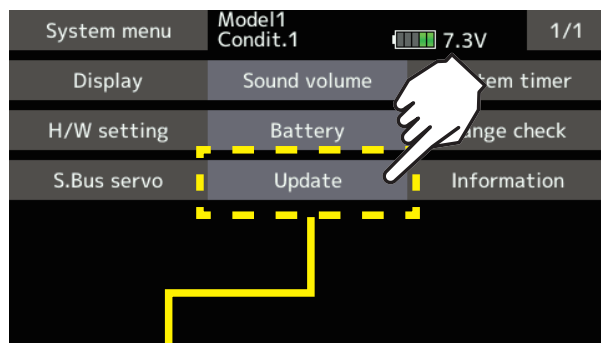 System menu
Model1
Condit.1
7.3V
1/1
Display
Sound volume
tem timer
H/W setting
Battery
ange check
S.Bus servo
Update
Information